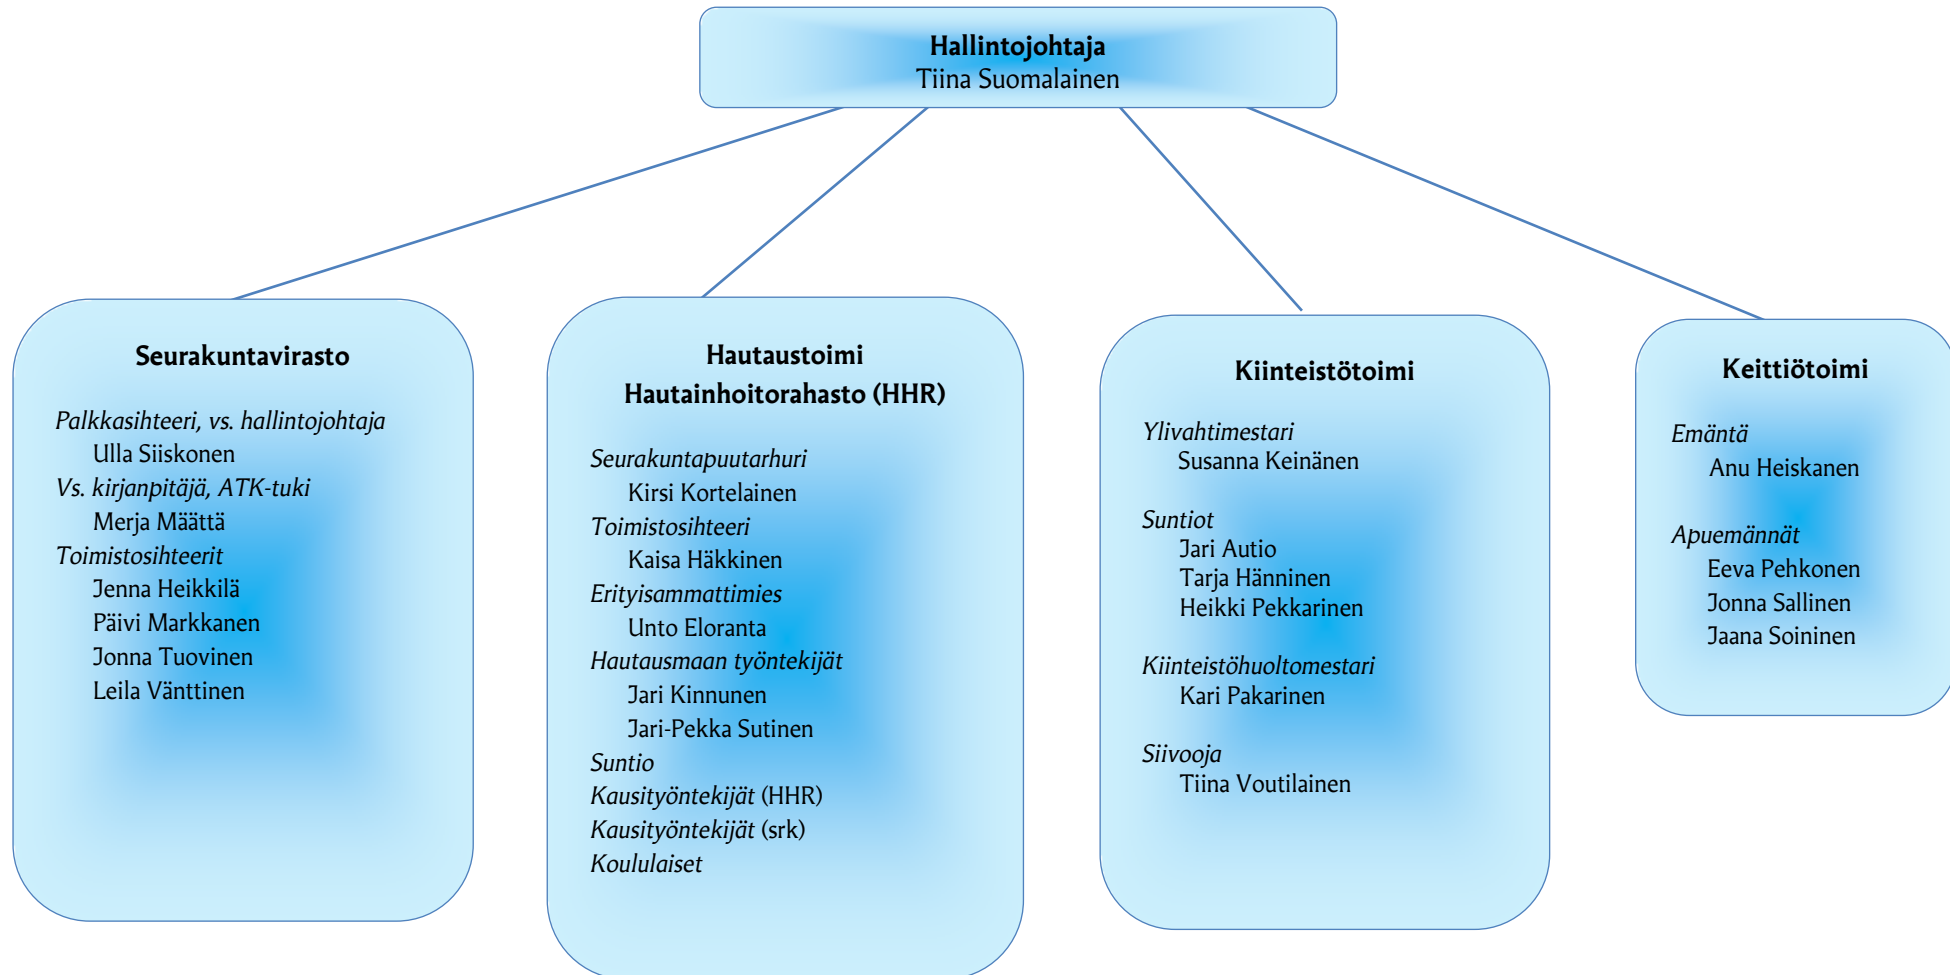 Hallintojohtaja
Tiina Suomalainen
Seurakuntavirasto
Palkkasihteeri, vs. hallintojohtaja
Ulla Siiskonen
Vs. kirjanpitäjä, ATK-tuki
Merja Määttä
Toimistosihteerit
Jenna Heikkilä
Päivi Markkanen
Jonna Tuovinen
Leila Vänttinen
Hautaustoimi
Hautainhoitorahasto (HHR)
Seurakuntapuutarhuri
Kirsi Kortelainen
Toimistosihteeri
Kaisa Häkkinen
Erityisammattimies
Unto Eloranta
Hautausmaan työntekijät
Jari Kinnunen
Jari-Pekka Sutinen
Suntio
Kausityöntekijät (HHR)
Kausityöntekijät (srk)
Koululaiset
Kiinteistötoimi
Ylivahtimestari
Susanna Keinänen
Suntiot
Jari Autio
Tarja Hänninen
Heikki Pekkarinen
Kiinteistöhuoltomestari
Kari Pakarinen
Siivooja
Tiina Voutilainen
Keittiötoimi
Emäntä
Anu Heiskanen
Apuemännät
Eeva Pehkonen
Jonna Sallinen
Jaana Soininen